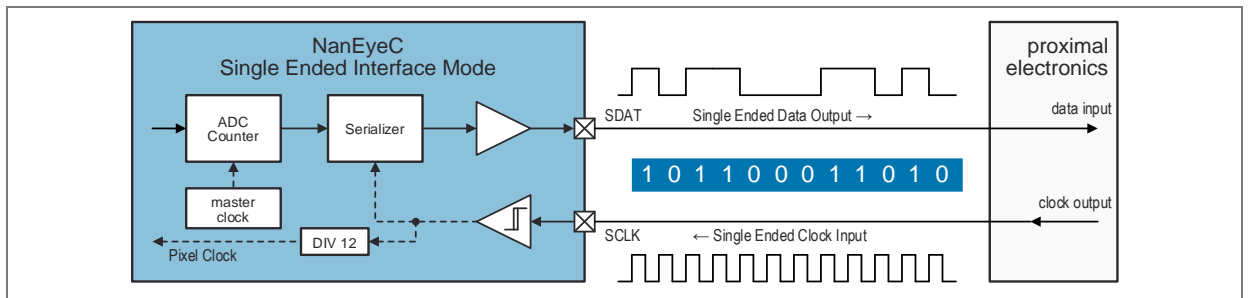 NanEyeC
Single Ended Interface Mode
ADC
Counter
Serializer
master
clock
DIV 12
Pixel Clock
SDAT
Single Ended Data Output →
1 0 1 1 0 0 0 1 1 0 1 0
SCLK
← Single Ended Clock Input
proximal
electronics
data input
clock output